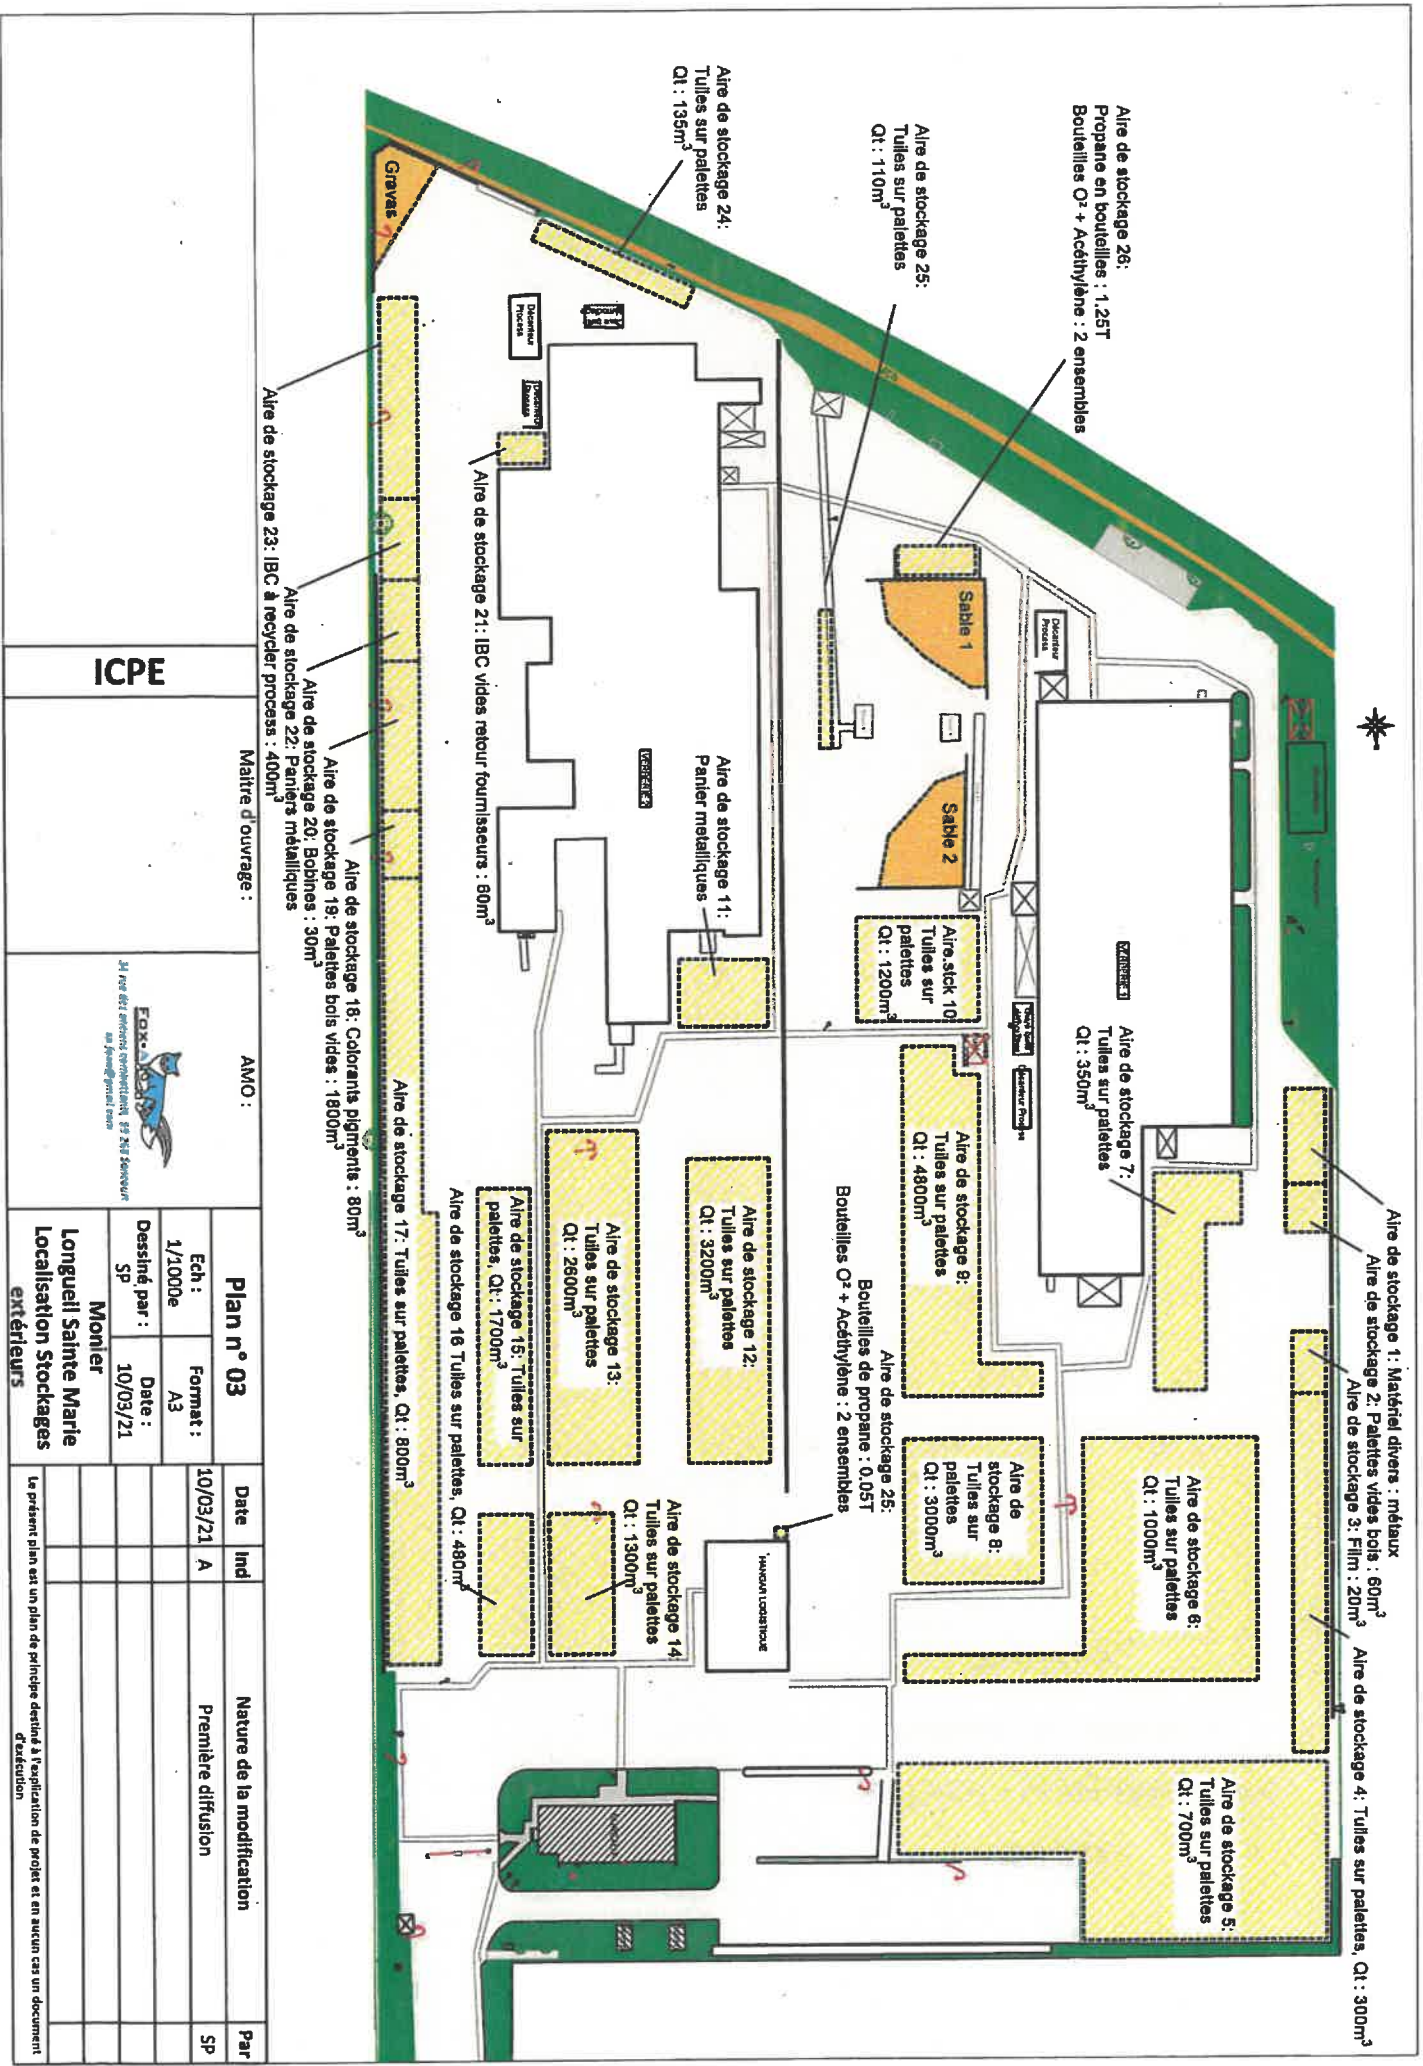 Aire de stockage 1: Matériel divers : métaux
Aire de stockage 2: Palettes vides bois : 60m³
Aire de stockage 3: Film : 20m³
Aire de stockage 4: Tuiles sur palettes, Qt : 300m³
Aire de stockage 5:
Tuiles sur palettes
Qt : 700m³
Aire de stockage 6:
Tuiles sur palettes
Qt : 1000m³
Aire de stockage 7:
Tuiles sur palettes
Qt : 350m³
Aire de
stockage 8:
Tuiles sur
palettes
Qt : 3000m³
Aire de stockage 9:
Tuiles sur palettes
Qt : 4800m³
Aire.stck 10
Tuiles sur
palettes
Qt : 1200m³
Aire de stockage 26:
Propane en bouteilles : 1.25T
Bouteilles O² + Acéthylène : 2 ensembles
Aire de stockage 25:
Tuiles sur palettes
Qt : 110m³
Aire de stockage 24:
Tuiles sur palettes
Qt : 135m³
Sable 1
Sable 2
Gravas
Décanteur
Process
Décanteur
Process
Décanteur Process
Aire de stockage 25:
Bouteilles de propane : 0.05T
Bouteilles O² + Acéthylène : 2 ensembles
HANGAR LOGISTIQUE
Aire de stockage 11:
Panier metalliques
Aire de stockage 12:
Tuiles sur palettes
Qt : 3200m³
Aire de stockage 13:
Tuiles sur palettes
Qt : 2600m³
Aire de stockage 14:
Tuiles sur palettes
Qt : 1300m³
Aire de stockage 15: Tuiles sur
palettes, Qt : 1700m³
Aire de stockage 16 Tuiles sur palettes, Qt : 480m³
Aire de stockage 17: Tuiles sur palettes, Qt : 800m³
Aire de stockage 18: Colorants pigments : 80m³
Aire de stockage 19: Palettes bois vides : 1800m³
Aire de stockage 20: Bobines : 30m³
Aire de stockage 21: IBC vides retour fournisseurs : 60m³
Aire de stockage 22: Paniers métalliques
Aire de stockage 23: IBC à recycler process : 400m³
ICPE
Maitre d'ouvrage :
AMO :
FOX-A
Plan n° 03
Ech :
1/1000e
Format :
A3
Dessiné par :
SP
Date :
10/03/21
Monier
Longueil Sainte Marie
Localisation Stockages
extérieurs
Date Ind Nature de la modification Par
10/03/21 A Première diffusion SP
Le présent plan est un plan de principe destiné à l'explication de projet et en aucun cas un document
d'exécution